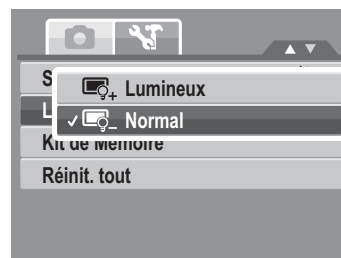 S
Lumineux
L
Normal
Kit de Mémoire
Réinit. tout